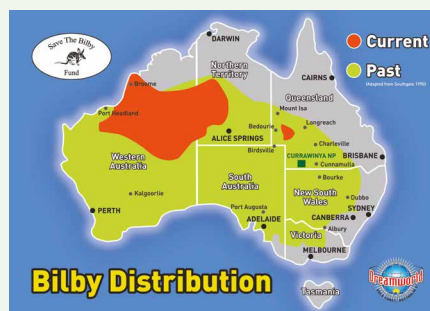 Save The Bilby
Fund
DARWIN
Current
Past
(Adapted from Southgate 1990)
Northern
Territory
CAIRNS
Broome
Queensland
Mount Isa
Port Headland
Longreach
Bedourie
ALICE SPRINGS
Charleville
Birdsville
CURRAWINYA NP
BRISBANE
Western
Australia
Cunnamulla
South
Australia
Bourke
Kalgoorlie
New South
Wales
Dubbo
Port Augusta
PERTH
SYDNEY
ADELAIDE
CANBERRA
Victoria
Albury
MELBOURNE
Bilby Distribution
Dreamworld
Tasmania